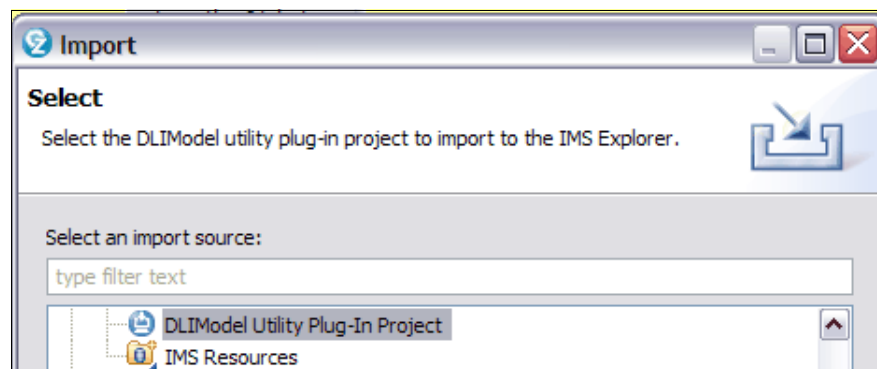 Import
Select
Select the DLIModel utility plug-in project to import to the IMS Explorer.
Select an import source:
type filter text
DLIModel Utility Plug-In Project
IMS Resources